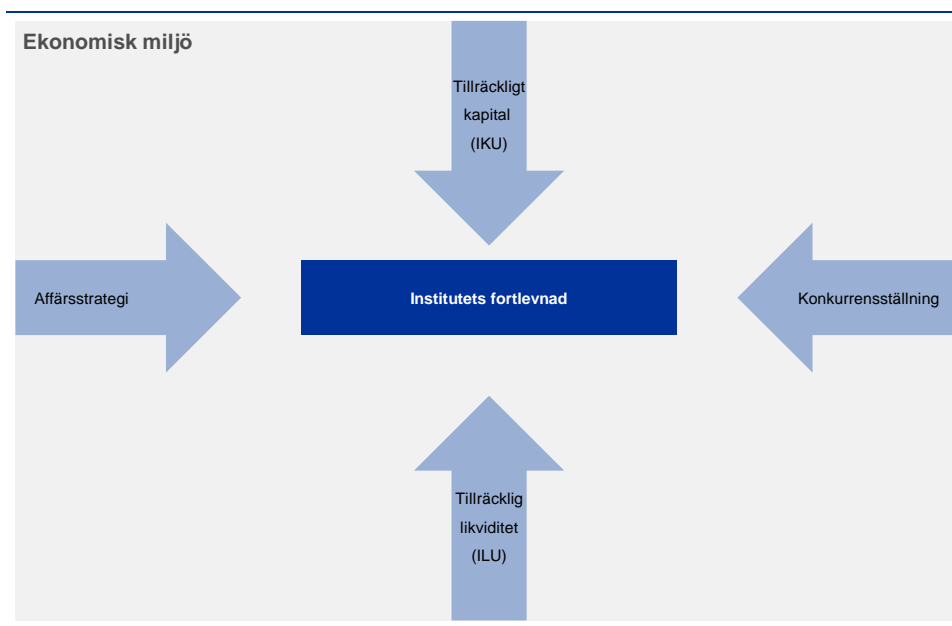 Ekonomisk miljö
Tillräckligt
kapital
(IKU)
Affärsstrategi
Institutets fortlevnad
Konkurrensställning
Tillräcklig
likviditet
(ILU)